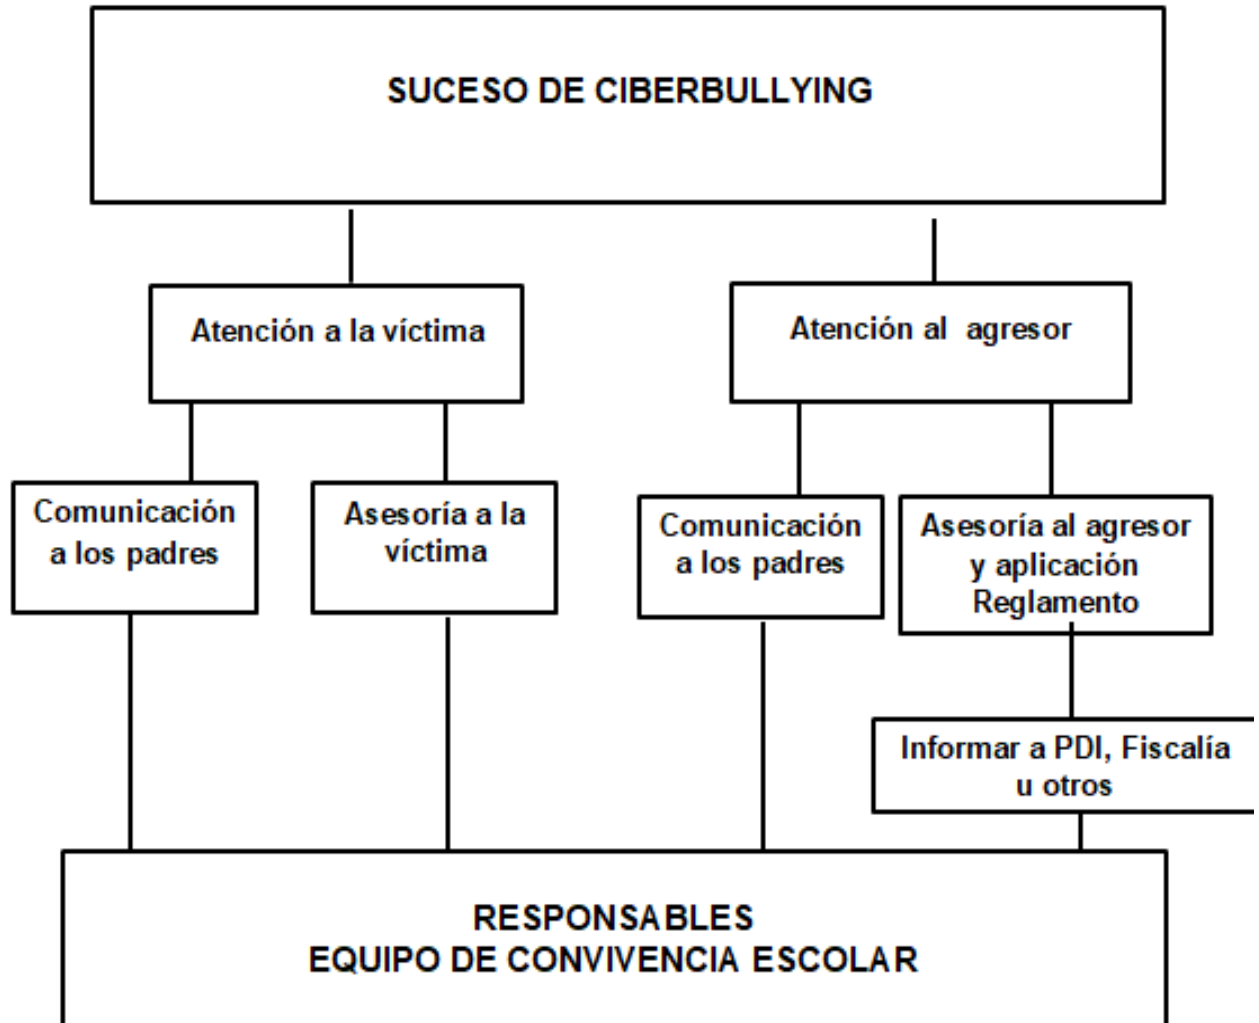 SUCESO DE CIBERBULLYING
Atención a la víctima
Atención al agresor
Comunicación
a los padres
Asesoría a la
víctima
Comunicación
a los padres
Asesoría al agresor
y aplicación
Reglamento
Informar a PDI, Fiscalía
u otros
RESPONSABLES
EQUIPO DE CONVIVENCIA ESCOLAR